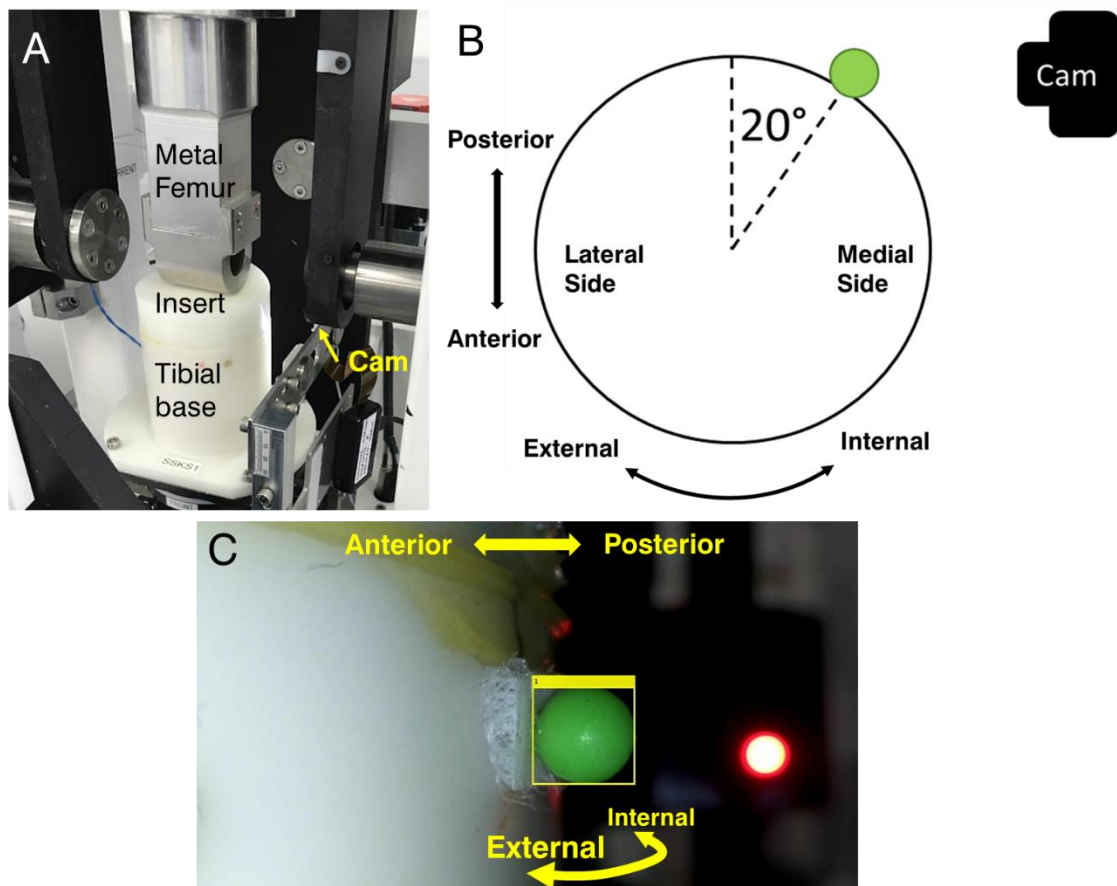 A
Metal
Femur
Insert
Cam
Tibial
base
SSKS1
B
20°
Cam
Posterior
Anterior
Lateral
Side
Medial
Side
External
Internal
C
Anterior
Posterior
1
Internal
External